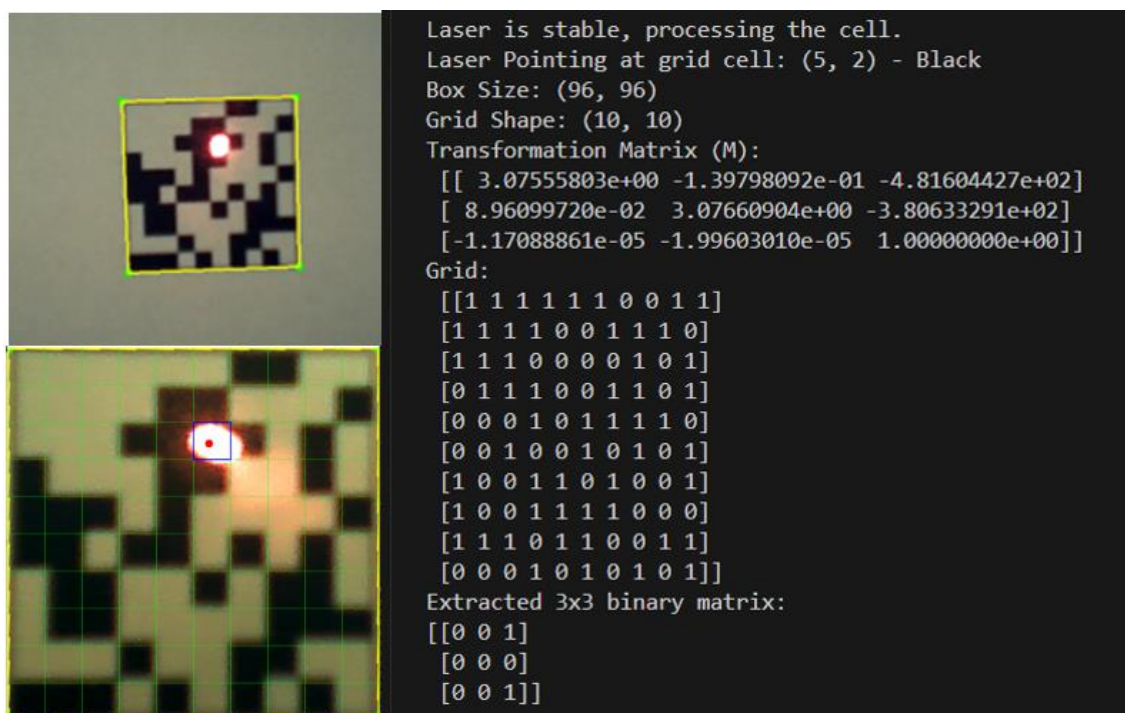 Laser is stable, processing the cell.
Laser Pointing at grid cell: (5, 2) - Black
Box Size: (96, 96)
Grid Shape: (10, 10)
Transformation Matrix (M):
[[ 3.07555803e+00 -1.39798092e-01 -4.81604427e+02]
[ 8.96099720e-02 3.07660904e+00 -3.80633291e+02]
[-1.17088861e-05 -1.99603010e-05 1.00000000e+00]]
Grid:
[[1 1 1 1 1 1 0 0 1 1]
[1 1 1 1 0 0 1 1 1 0]
[1 1 1 0 0 0 0 1 0 1]
[0 1 1 1 0 0 1 1 0 1]
[0 0 0 1 0 1 1 1 1 0]
[0 0 1 0 0 1 0 1 0 1]
[1 0 0 1 1 0 1 0 0 1]
[1 0 0 1 1 1 1 0 0 0]
[1 1 1 0 1 1 0 0 1 1]
[0 0 0 1 0 1 0 1 0 1]]
Extracted 3x3 binary matrix:
[[0 0 1]
[0 0 0]
[0 0 1]]